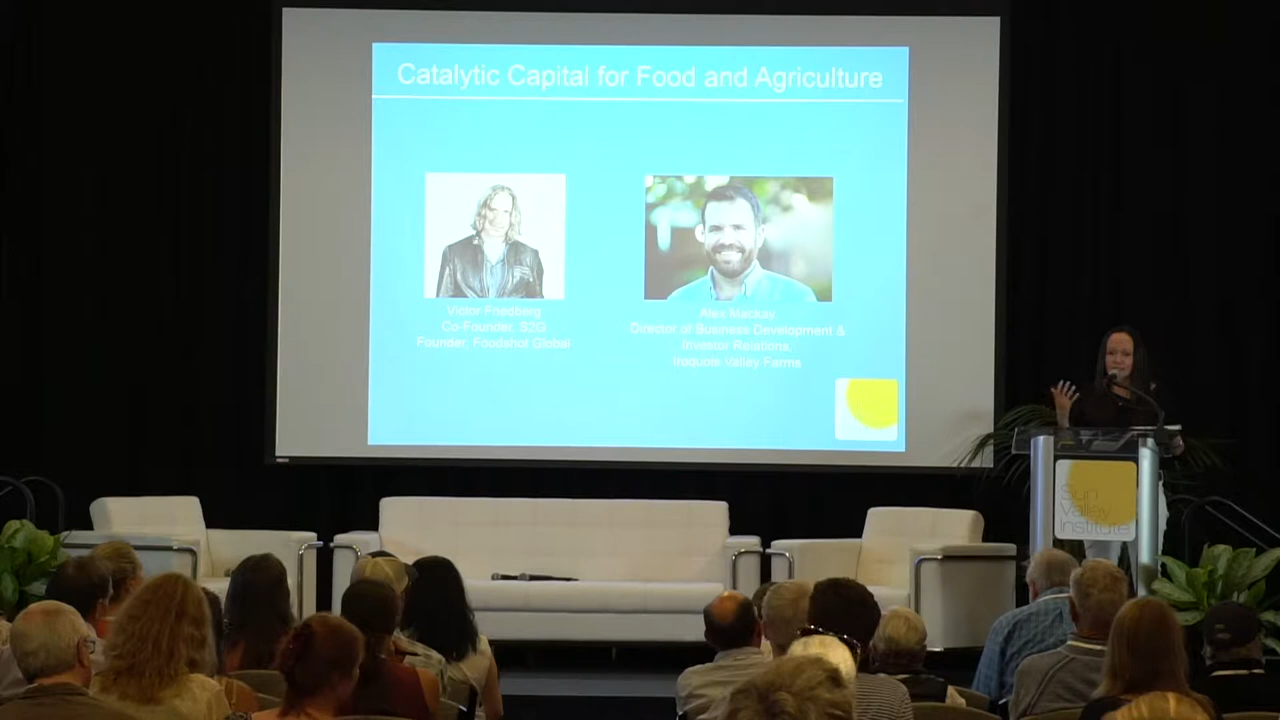 Catalytic Capital for Food and Agriculture
Victor Friedberg
Co-Founder, S2G
Founder, Foodshot Global
Alex Mackay,
Director of Business Development &
Investor Relations,
Iroquois Valley Farms
Sun
Valley
Institute